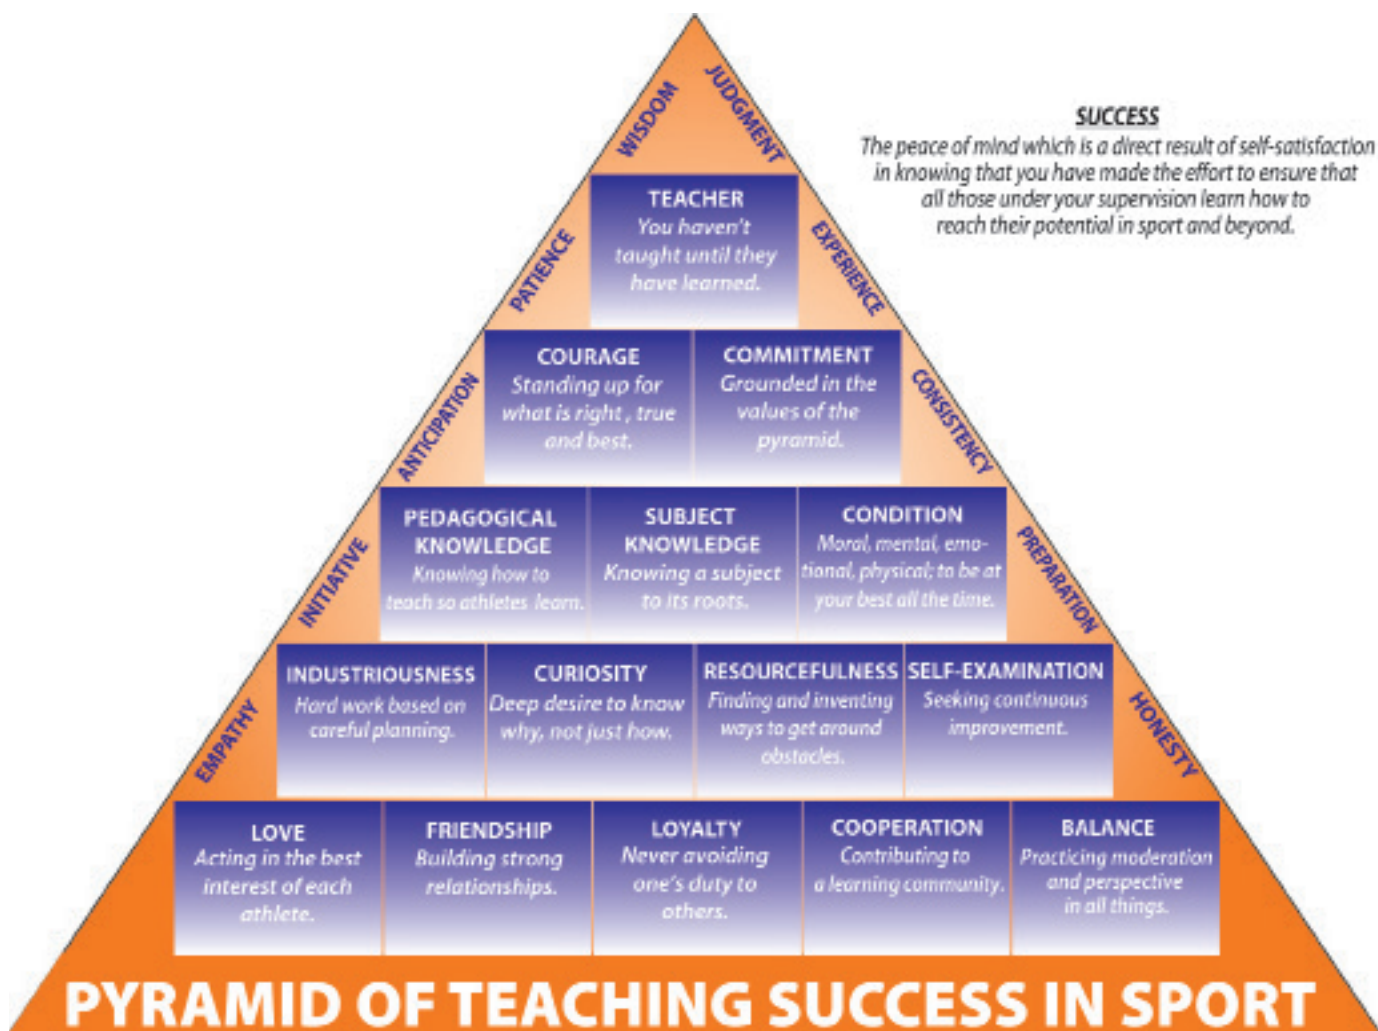 WISDOM
JUDGMENT
SUCCESS
The peace of mind which is a direct result of self-satisfaction
in knowing that you have made the effort to ensure that
all those under your supervision learn how to
reach their potential in sport and beyond.
TEACHER
You haven't
taught until they
have learned.
PATIENCE
EXPERIENCE
COURAGE
Standing up for
what is right , true
and best.
COMMITMENT
Grounded in the
values of the
pyramid.
ANTICIPATION
CONSISTENCY
PEDAGOGICAL
KNOWLEDGE
Knowing how to
teach so athletes learn.
SUBJECT
KNOWLEDGE
Knowing a subject
to its roots.
CONDITION
Moral, mental, emo-
tional, physical; to be at
your best all the time.
INITIATIVE
PREPARATION
INDUSTRIOUSNESS
Hard work based on
careful planning.
CURIOSITY
Deep desire to know
why, not just how.
RESOURCEFULNESS
Finding and inventing
ways to get around
obstacles.
SELF-EXAMINATION
Seeking continuous
improvement.
EMPATHY
HONESTY
LOVE
Acting in the best
interest of each
athlete.
FRIENDSHIP
Building strong
relationships.
LOYALTY
Never avoiding
one's duty to
others.
COOPERATION
Contributing to
a learning community.
BALANCE
Practicing moderation
and perspective
in all things.
PYRAMID OF TEACHING SUCCESS IN SPORT